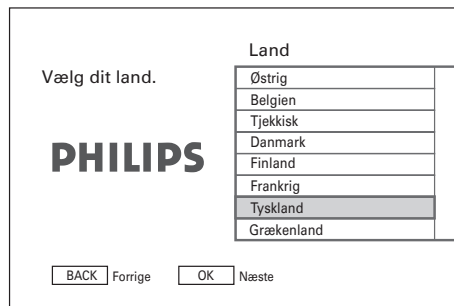 Land
Vælg dit land.
Østrig
Belgien
Tjekkisk
Danmark
PHILIPS
Finland
Frankrig
Tyskland
Grækenland
BACK Forrige OK Næste